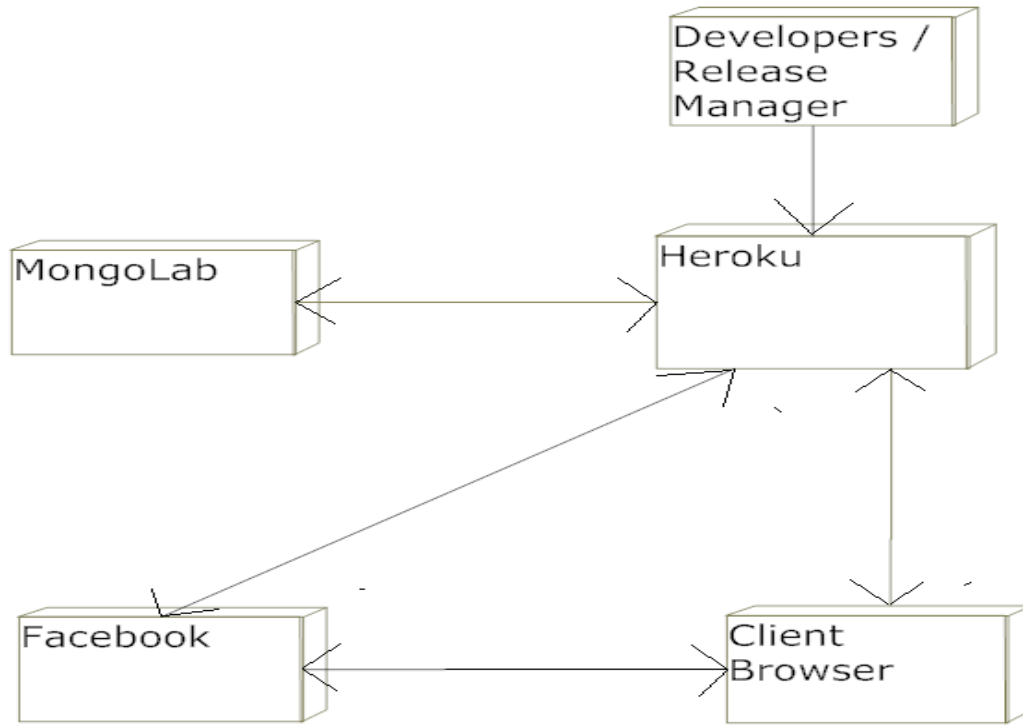 Developers /
Release
Manager
MongoLab
Heroku
Facebook
Client
Browser